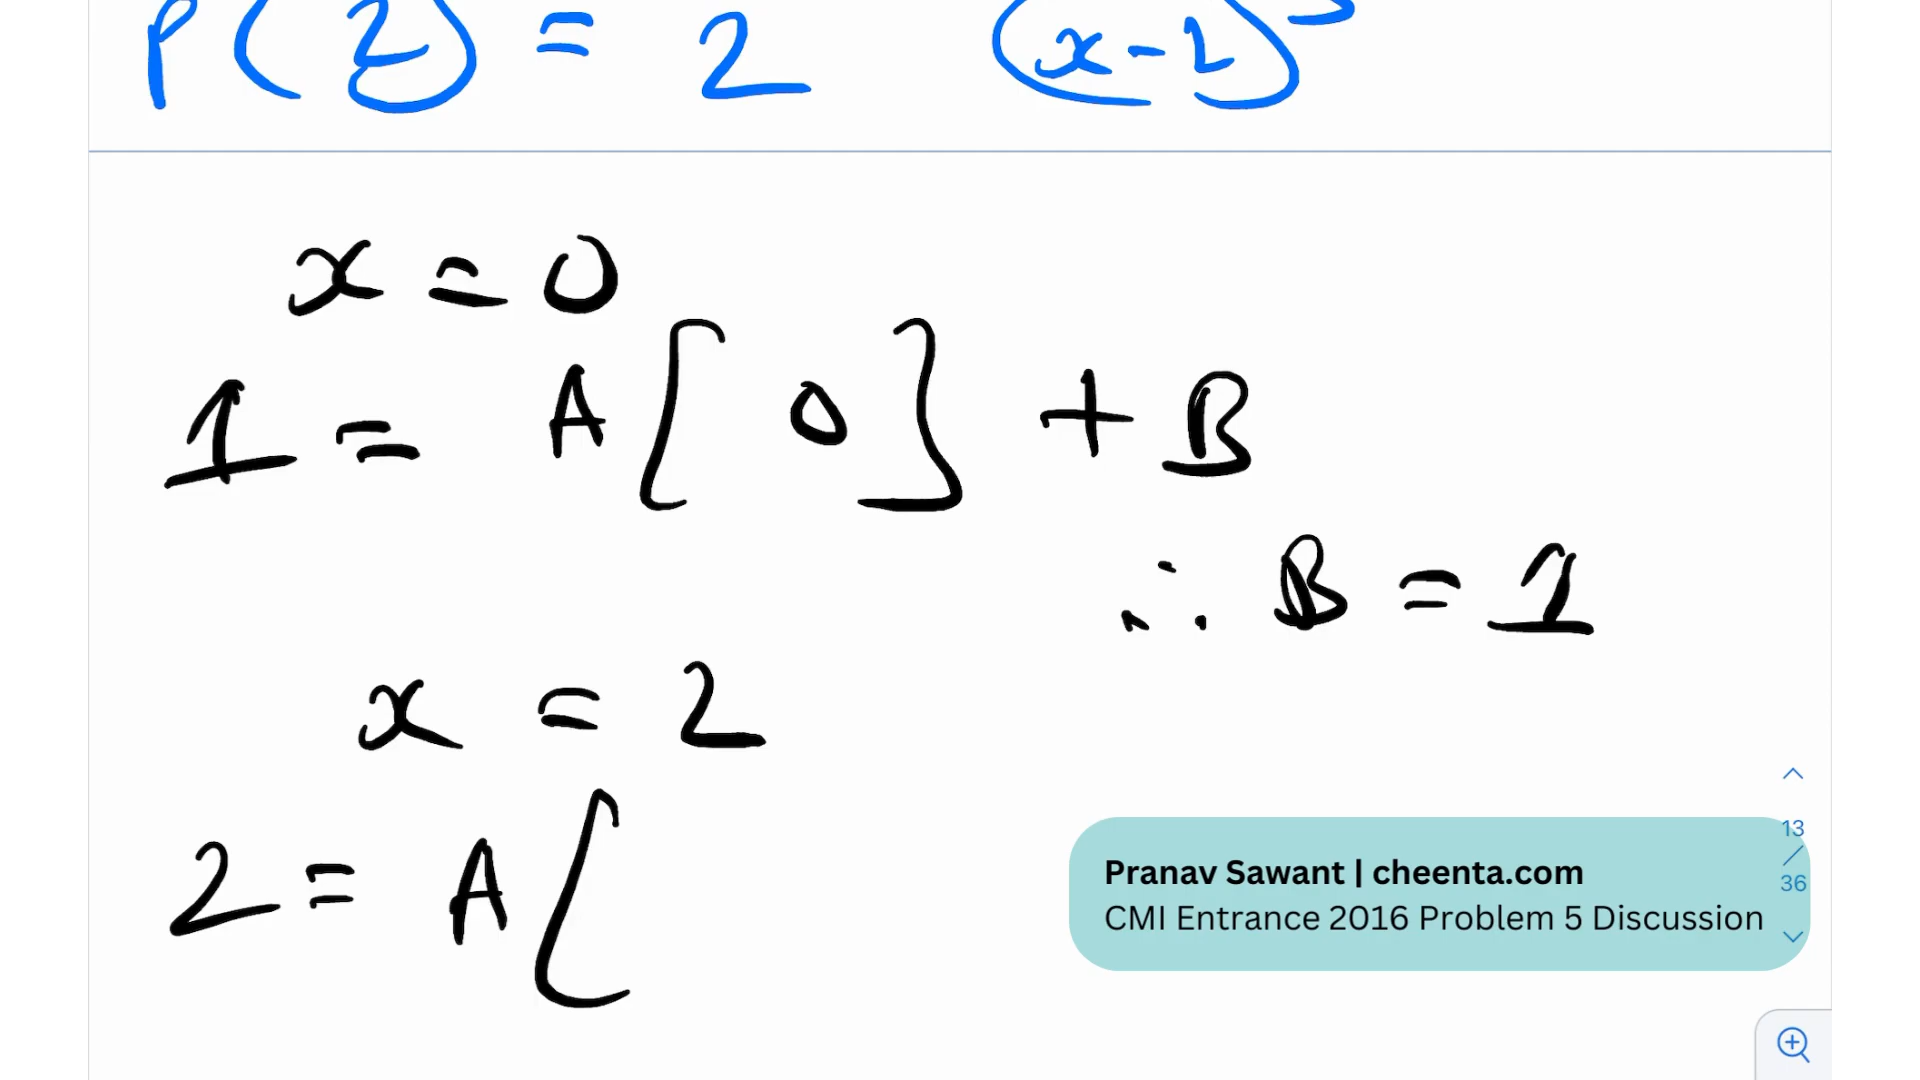 P(2) = 2 (x-2)³
x = 0
1 = A[ 0 ] + B
∴ B = 1
x = 2
2 = A[
13
/
36
Pranav Sawant | cheenta.com
CMI Entrance 2016 Problem 5 Discussion